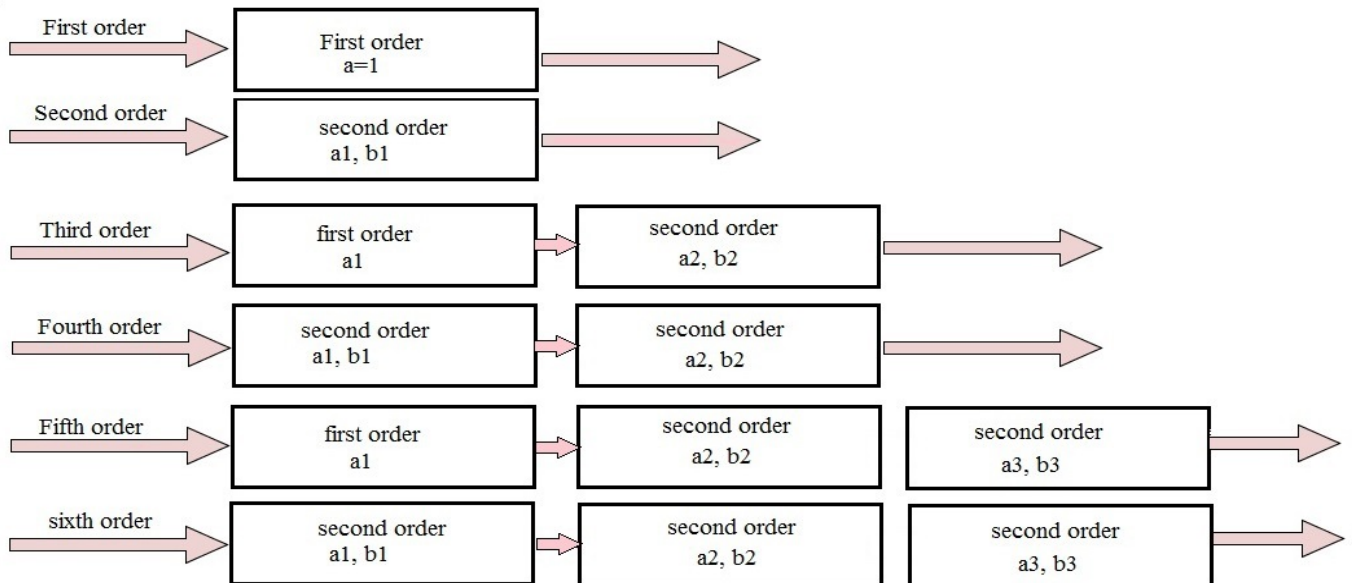 First order
First order
a=1
Second order
second order
a1, b1
Third order
first order
a1
second order
a2, b2
Fourth order
second order
a1, b1
second order
a2, b2
Fifth order
first order
a1
second order
a2, b2
second order
a3, b3
sixth order
second order
a1, b1
second order
a2, b2
second order
a3, b3